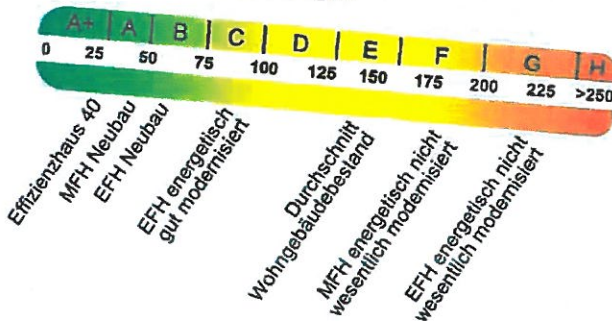 A+ A B C D E F G H
0 25 50 75 100 125 150 175 200 225 >250
Effizienzhaus 40
MFH Neubau
EFH Neubau
EFH energetisch
gut modernisiert
Durchschnitt
Wohngebäudebestand
MFH energetisch nicht
wesentlich modernisiert
EFH energetisch nicht
wesentlich modernisiert